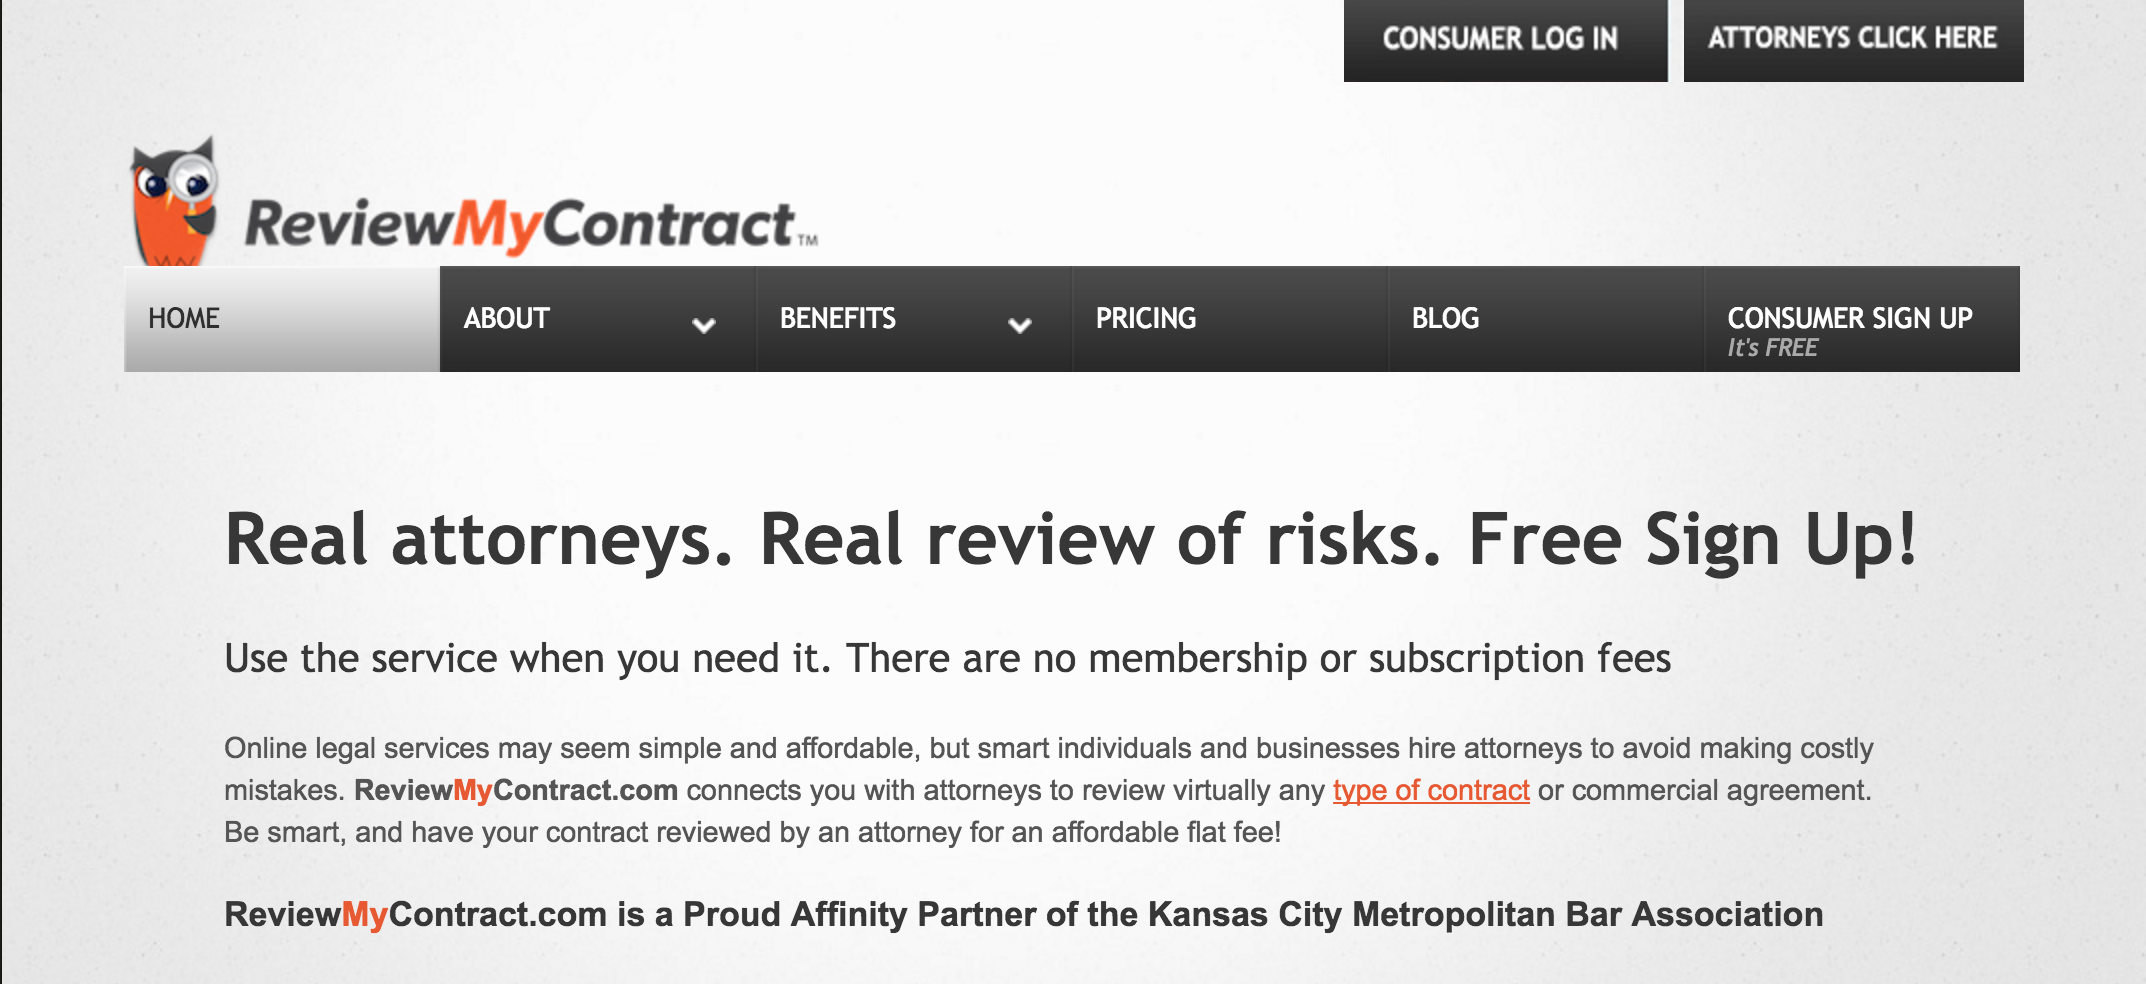 CONSUMER LOG IN
ATTORNEYS CLICK HERE
ReviewMyContract™
HOME
ABOUT
BENEFITS
PRICING
BLOG
CONSUMER SIGN UP
It's FREE
Real attorneys. Real review of risks. Free Sign Up!
Use the service when you need it. There are no membership or subscription fees
Online legal services may seem simple and affordable, but smart individuals and businesses hire attorneys to avoid making costly
mistakes. ReviewMyContract.com connects you with attorneys to review virtually any type of contract or commercial agreement.
Be smart, and have your contract reviewed by an attorney for an affordable flat fee!
ReviewMyContract.com is a Proud Affinity Partner of the Kansas City Metropolitan Bar Association